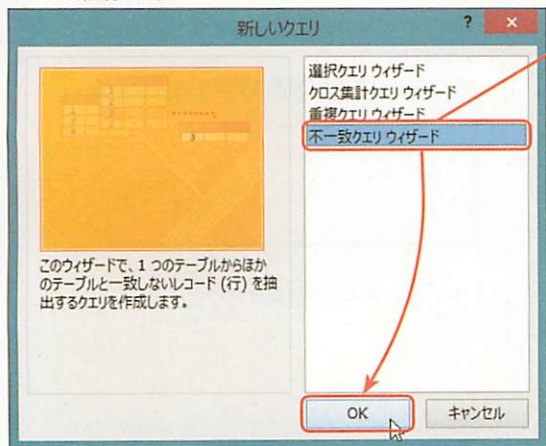 新しいクエリ
?
×
選択クエリ ウィザード
クロス集計クエリ ウィザード
重複クエリ ウィザード
不一致クエリ ウィザード
このウィザードで、1 つのテーブルからほか
のテーブルと一致しないレコード (行) を抽
出するクエリを作成します。
OK
キャンセル